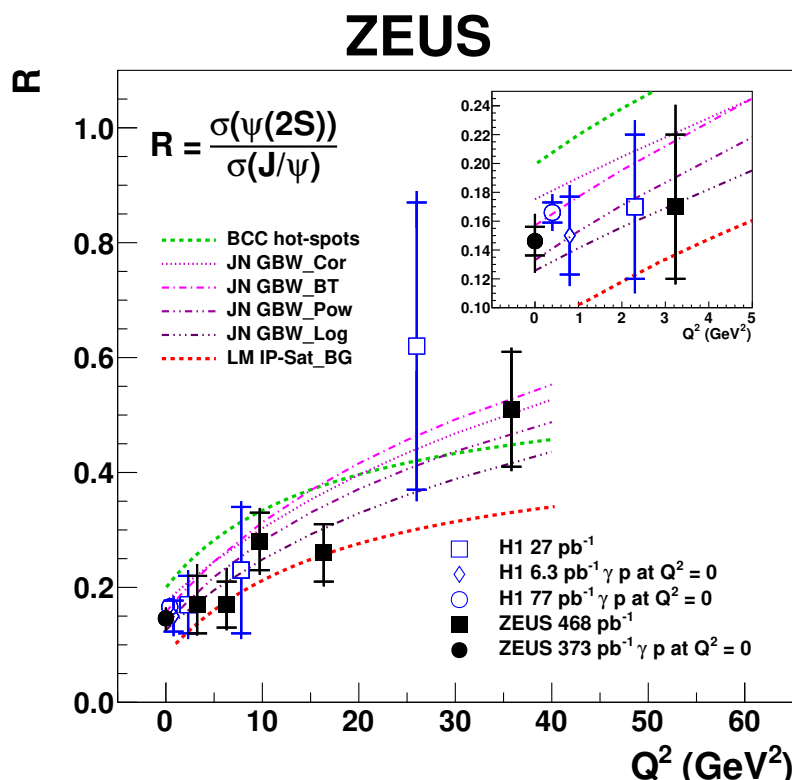 ZEUS
R
1.0
0.8
0.6
0.4
0.2
0.0
R = σ(ψ(2S)) / σ(J/ψ)
BCC hot-spots
JN GBW_Cor
JN GBW_BT
JN GBW_Pow
JN GBW_Log
LM IP-Sat_BG
0.24
0.22
0.20
0.18
0.16
0.14
0.12
0.10
0 1 2 3 4 5
Q² (GeV²)
H1 27 pb⁻¹
H1 6.3 pb⁻¹ γ p at Q² = 0
H1 77 pb⁻¹ γ p at Q² = 0
ZEUS 468 pb⁻¹
ZEUS 373 pb⁻¹ γ p at Q² = 0
0 10 20 30 40 50 60
Q² (GeV²)